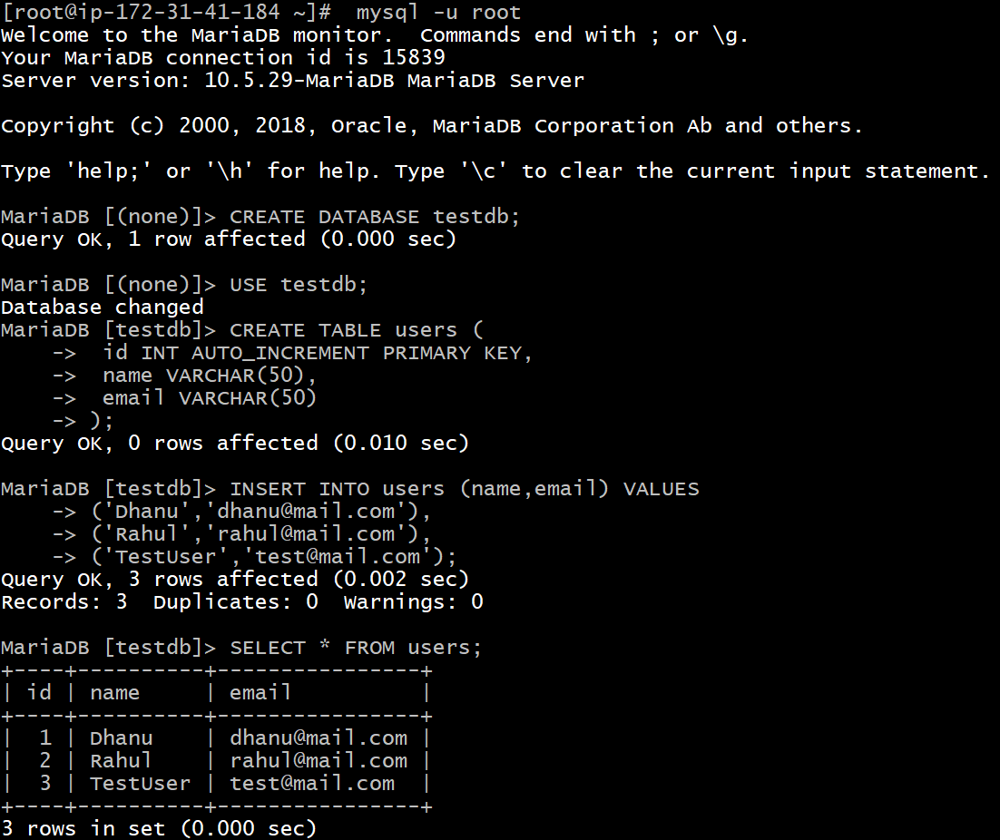 [root@ip-172-31-41-184 ~]#  mysql -u root
Welcome to the MariaDB monitor.  Commands end with ; or \g.
Your MariaDB connection id is 15839
Server version: 10.5.29-MariaDB MariaDB Server

Copyright (c) 2000, 2018, Oracle, MariaDB Corporation Ab and others.

Type 'help;' or '\h' for help. Type '\c' to clear the current input statement.

MariaDB [(none)]> CREATE DATABASE testdb;
Query OK, 1 row affected (0.000 sec)

MariaDB [(none)]> USE testdb;
Database changed
MariaDB [testdb]> CREATE TABLE users (
    ->  id INT AUTO_INCREMENT PRIMARY KEY,
    ->  name VARCHAR(50),
    ->  email VARCHAR(50)
    -> );
Query OK, 0 rows affected (0.010 sec)

MariaDB [testdb]> INSERT INTO users (name,email) VALUES
    -> ('Dhanu','dhanu@mail.com'),
    -> ('Rahul','rahul@mail.com'),
    -> ('TestUser','test@mail.com');
Query OK, 3 rows affected (0.002 sec)
Records: 3  Duplicates: 0  Warnings: 0

MariaDB [testdb]> SELECT * FROM users;
+----+----------+----------------+
| id | name     | email          |
+----+----------+----------------+
|  1 | Dhanu    | dhanu@mail.com |
|  2 | Rahul    | rahul@mail.com |
|  3 | TestUser | test@mail.com  |
+----+----------+----------------+
3 rows in set (0.000 sec)